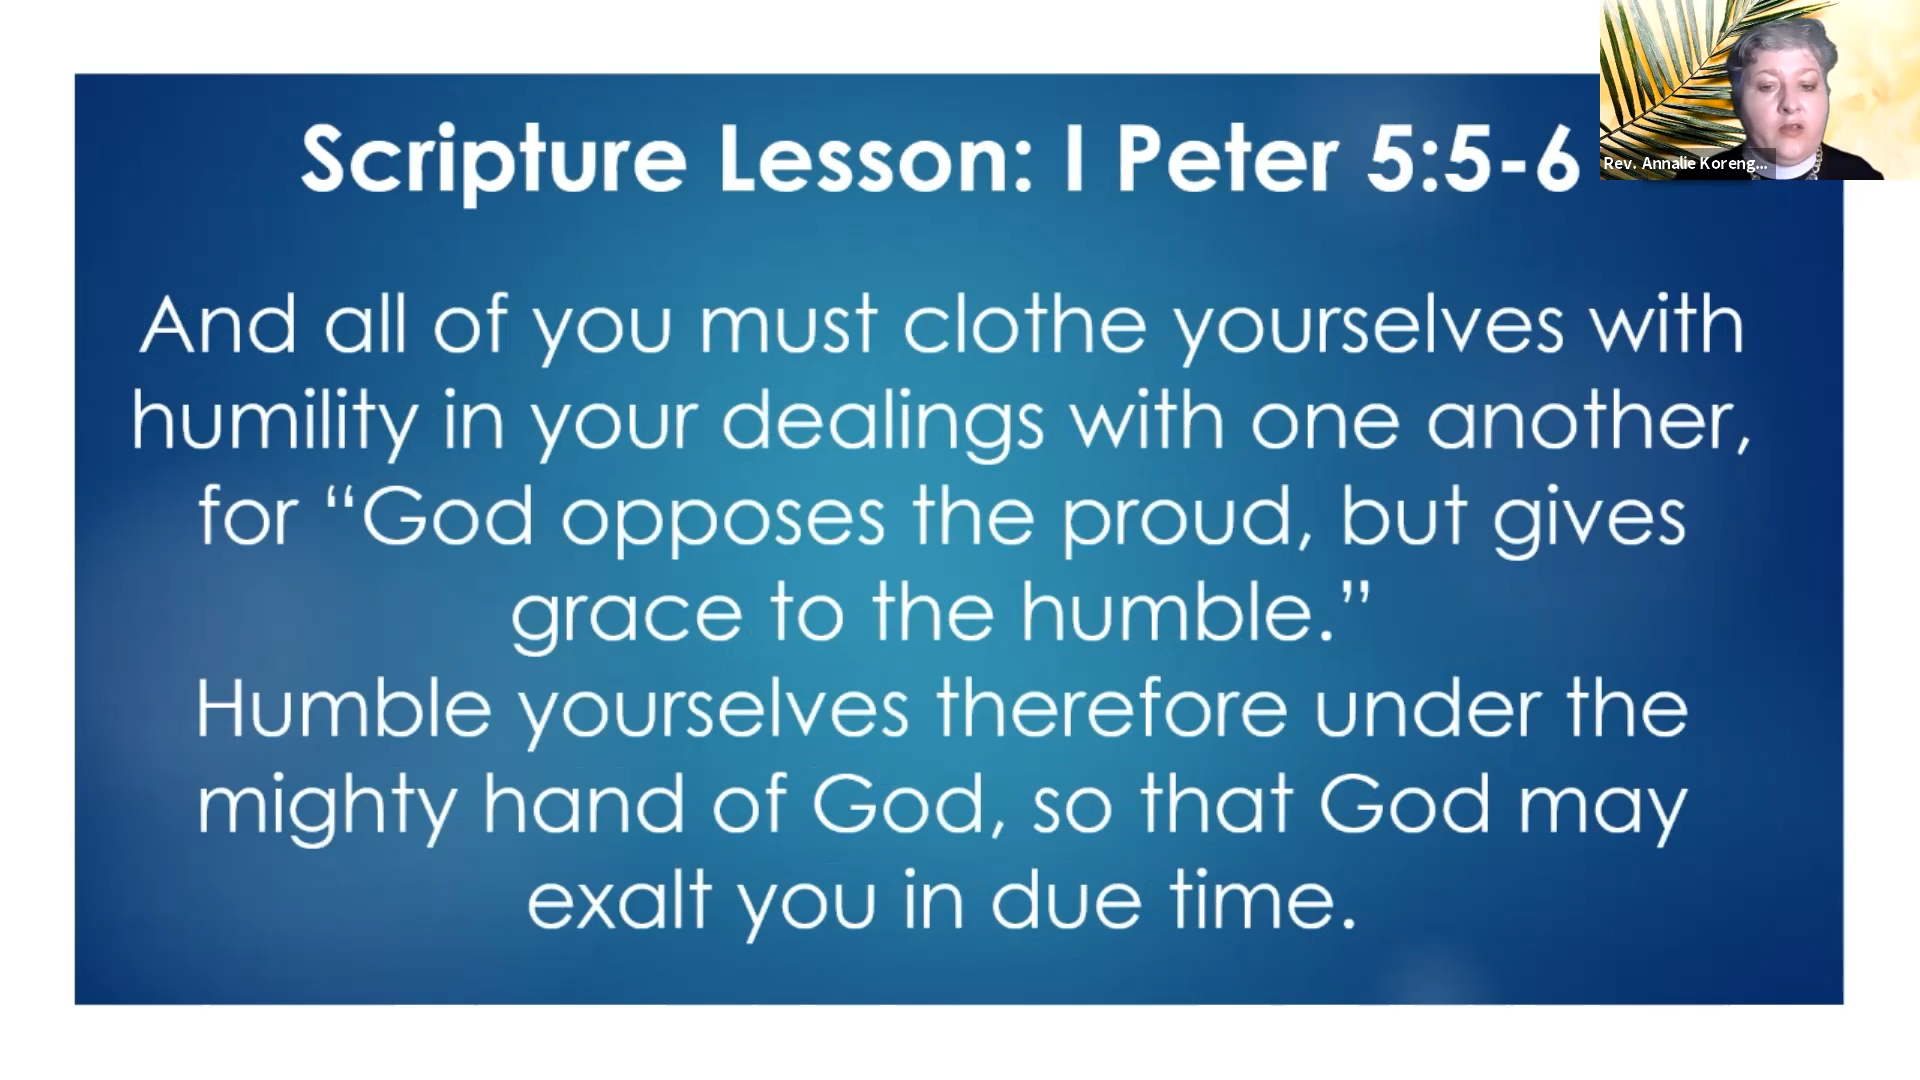 Scripture Lesson: I Peter 5:5-6
Rev. Annalie Koreng...
And all of you must clothe yourselves with
humility in your dealings with one another,
for “God opposes the proud, but gives
grace to the humble.”
Humble yourselves therefore under the
mighty hand of God, so that God may
exalt you in due time.